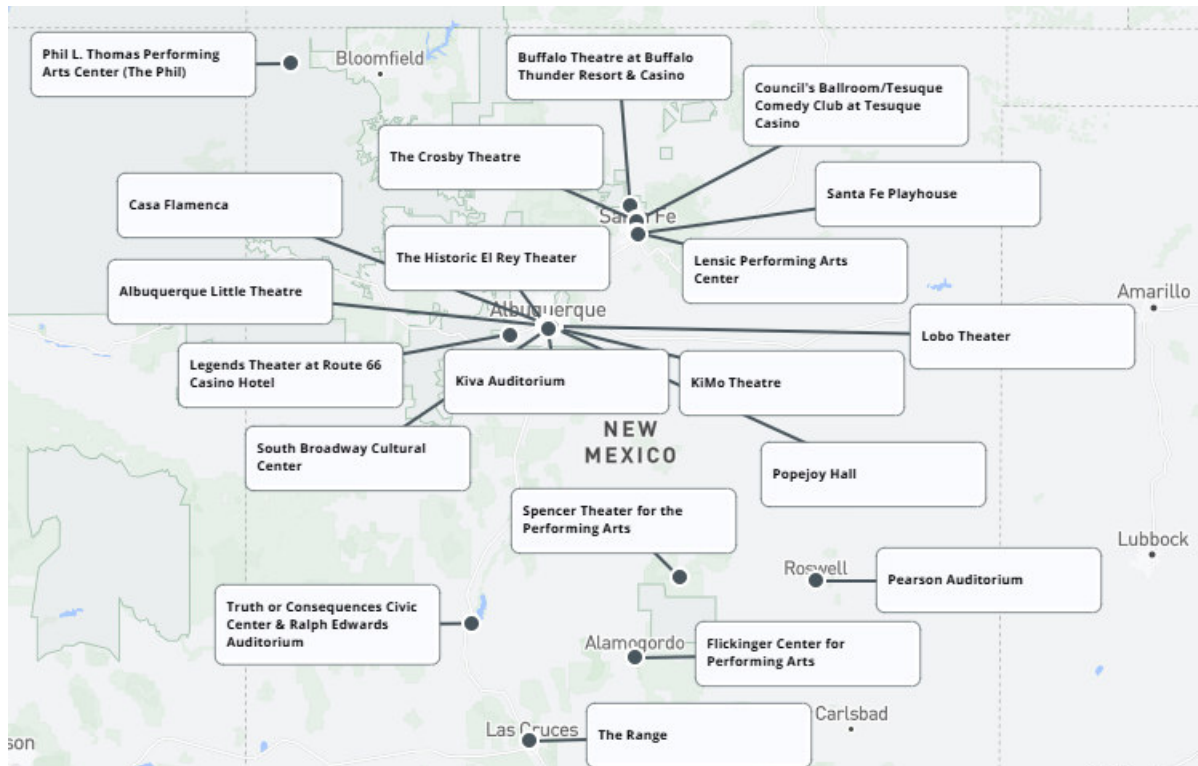 Phil L. Thomas Performing
Arts Center (The Phil)
Bloomfield
Buffalo Theatre at Buffalo
Thunder Resort & Casino
Council's Ballroom/Tesuque
Comedy Club at Tesuque
Casino
The Crosby Theatre
Casa Flamenca
Santa Fe Playhouse
Santa Fe
The Historic El Rey Theater
Lensic Performing Arts
Center
Albuquerque Little Theatre
Albuquerque
Amarillo
Lobo Theater
Legends Theater at Route 66
Casino Hotel
Kiva Auditorium
KiMo Theatre
NEW
MEXICO
South Broadway Cultural
Center
Popejoy Hall
Spencer Theater for the
Performing Arts
Lubbock
Roswell
Pearson Auditorium
Truth or Consequences Civic
Center & Ralph Edwards
Auditorium
Alamogordo
Flickinger Center for
Performing Arts
Las Cruces
The Range
Carlsbad
son